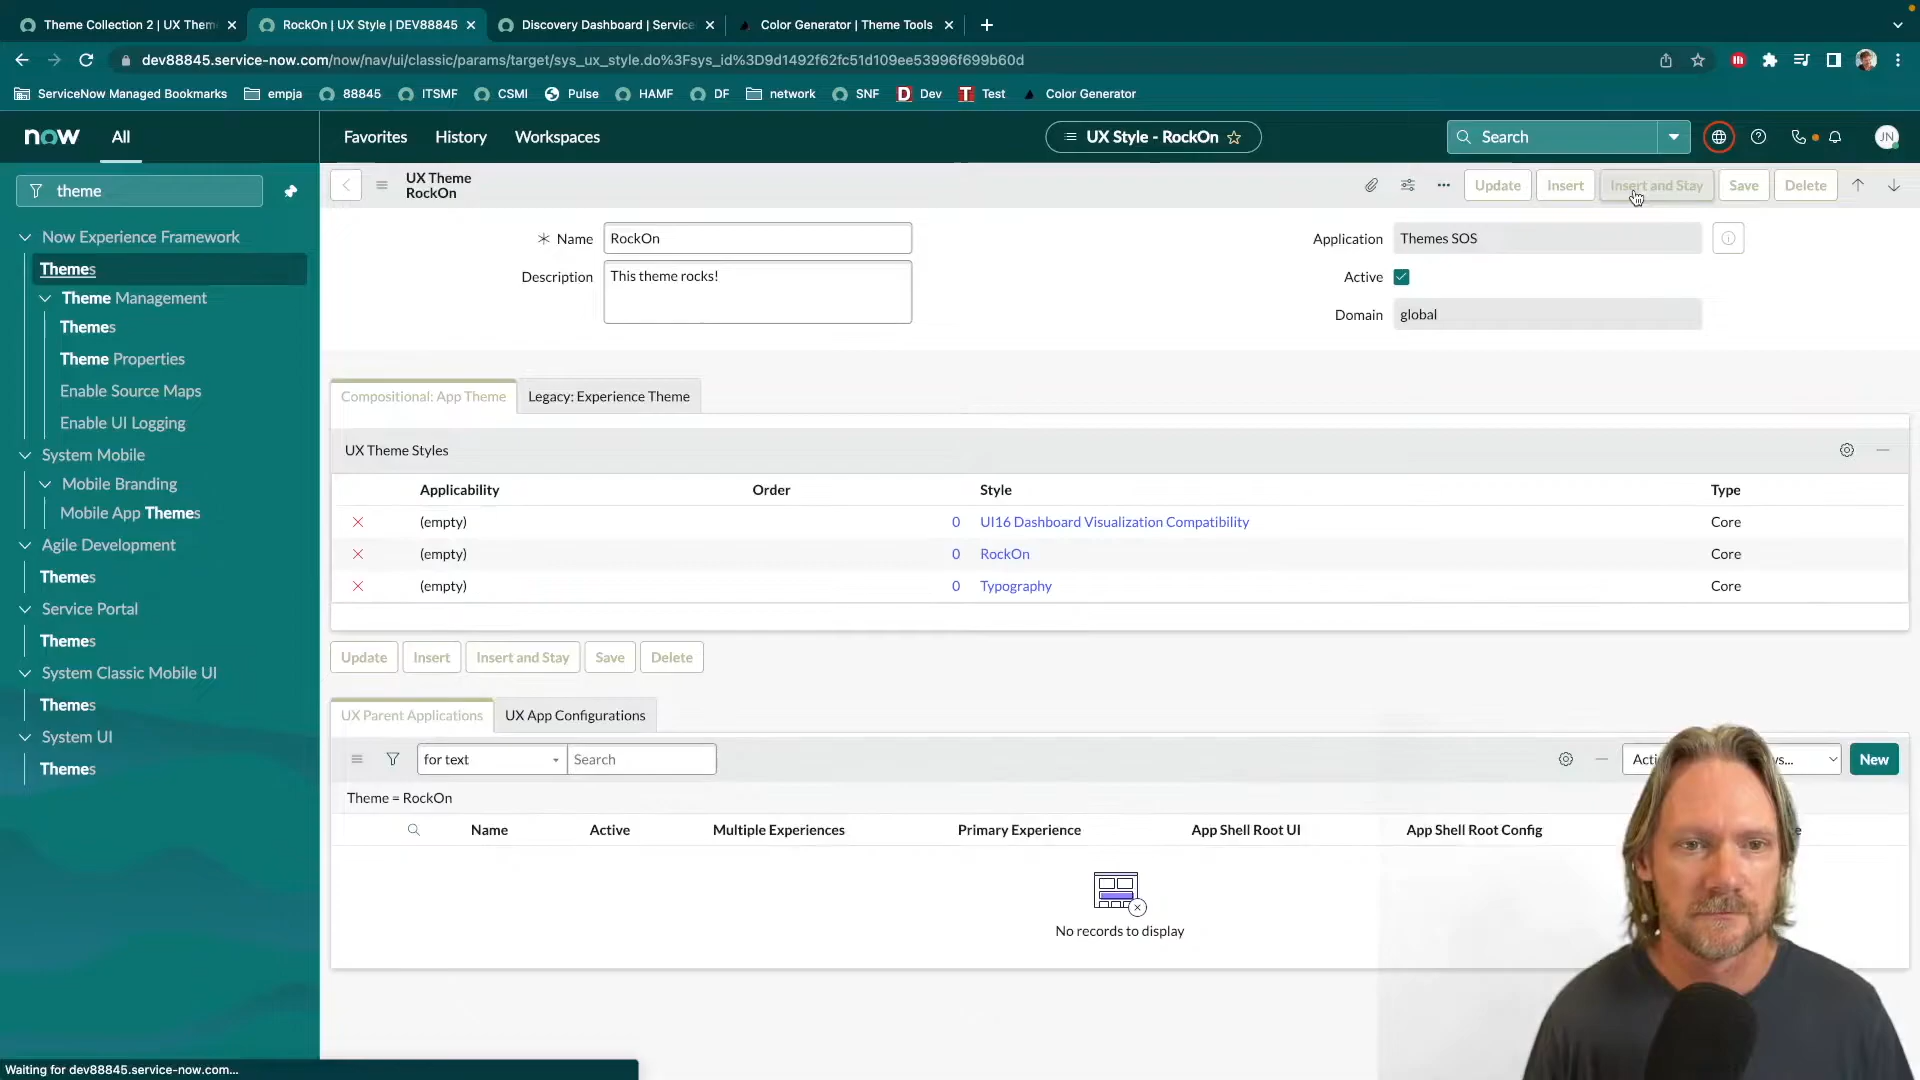 Theme Collection 2 | UX Them
RockOn | UX Style | DEV88845
Discovery Dashboard | Service
Color Generator | Theme Tools
dev88845.service-now.com/now/nav/ui/classic/params/target/sys_ux_style.do%3Fsys_id%3D9d1492f62fc51d109ee53996f699b60d
ServiceNow Managed Bookmarks empja 88845 ITSMF CSMI Pulse HAMF DF network SNF Dev Test Color Generator
now All Favorites History Workspaces UX Style - RockOn Search JN
theme
Now Experience Framework
Themes
Theme Management
Themes
Theme Properties
Enable Source Maps
Enable UI Logging
System Mobile
Mobile Branding
Mobile App Themes
Agile Development
Themes
Service Portal
Themes
System Classic Mobile UI
Themes
System UI
Themes
UX Theme
RockOn
Update Insert Insert and Stay Save Delete
Name RockOn
Application Themes SOS
Description This theme rocks!
Active
Domain global
Compositional: App Theme Legacy: Experience Theme
UX Theme Styles
Applicability Order Style Type
(empty) 0 UI16 Dashboard Visualization Compatibility Core
(empty) 0 RockOn Core
(empty) 0 Typography Core
Update Insert Insert and Stay Save Delete
UX Parent Applications UX App Configurations
for text Search New
Theme = RockOn
Name Active Multiple Experiences Primary Experience App Shell Root UI App Shell Root Config
No records to display
Waiting for dev88845.service-now.com...